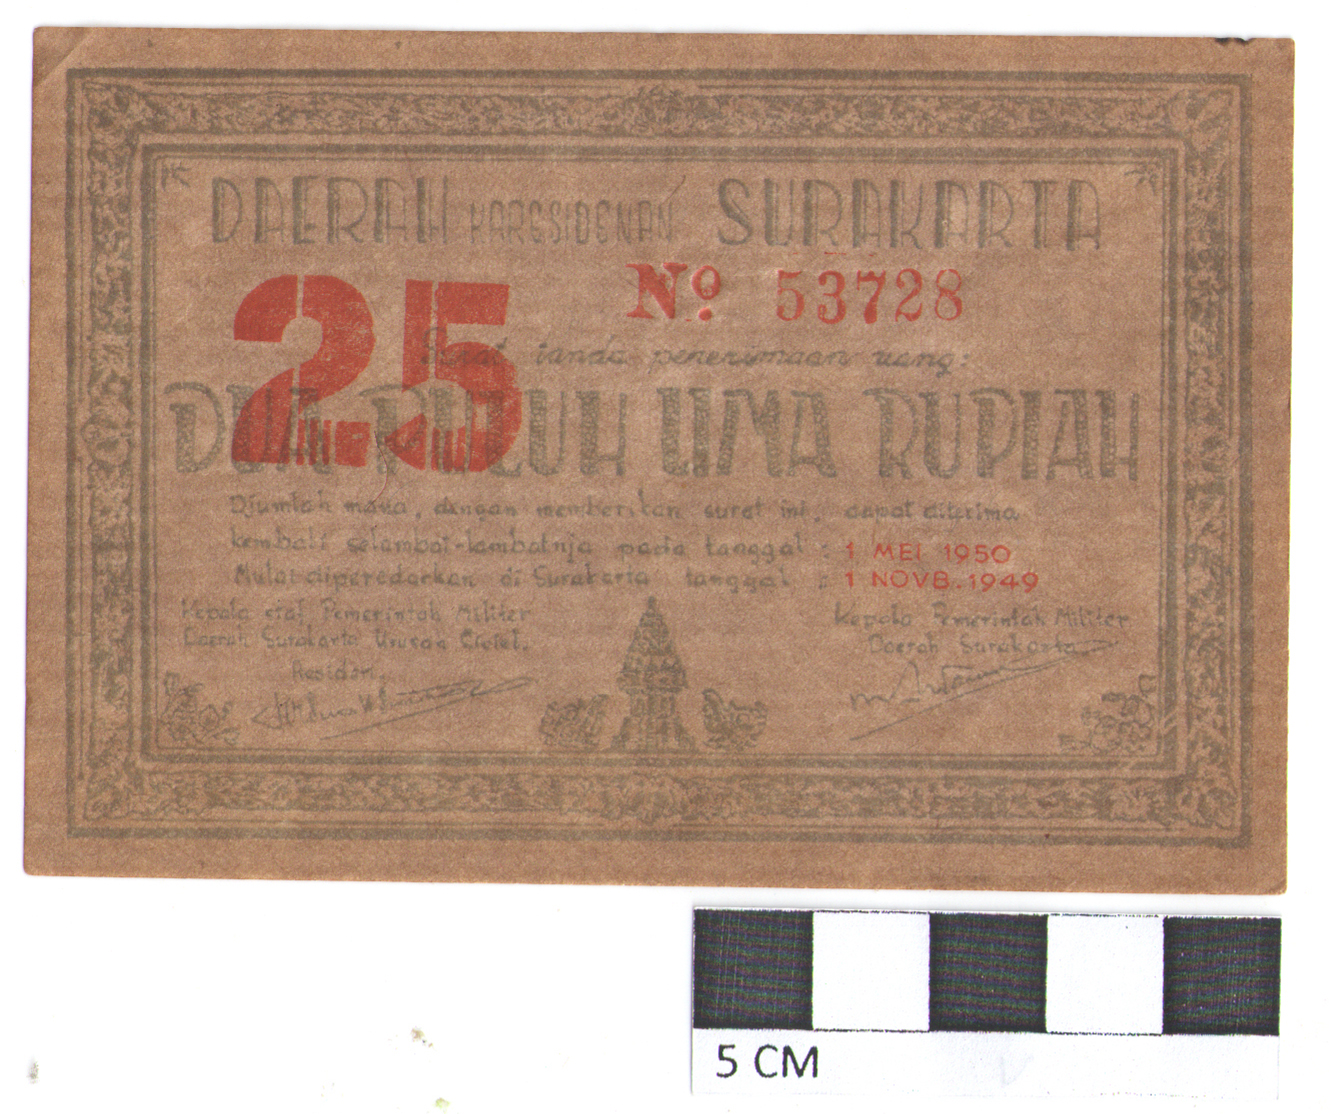 DAERAH KARESIDENAN SURAKARTA
No. 53728
25
Surat tanda penerimaan uang:
DUA PULUH LIMA RUPIAH
Djumlah mana, dengan memberikan surat ini, dapat diterima
kembali selambat-lambatnja pada tanggal : 1 MEI 1950
Mulai diperedarkan di Surakarta tanggal : 1 NOVB. 1949
Kepala staf Pemerintah Militer
Daerah Surakarta Urusan Civiel.
Residen,
Kepala Pemerintah Militer
Daerah Surakarta
5 CM